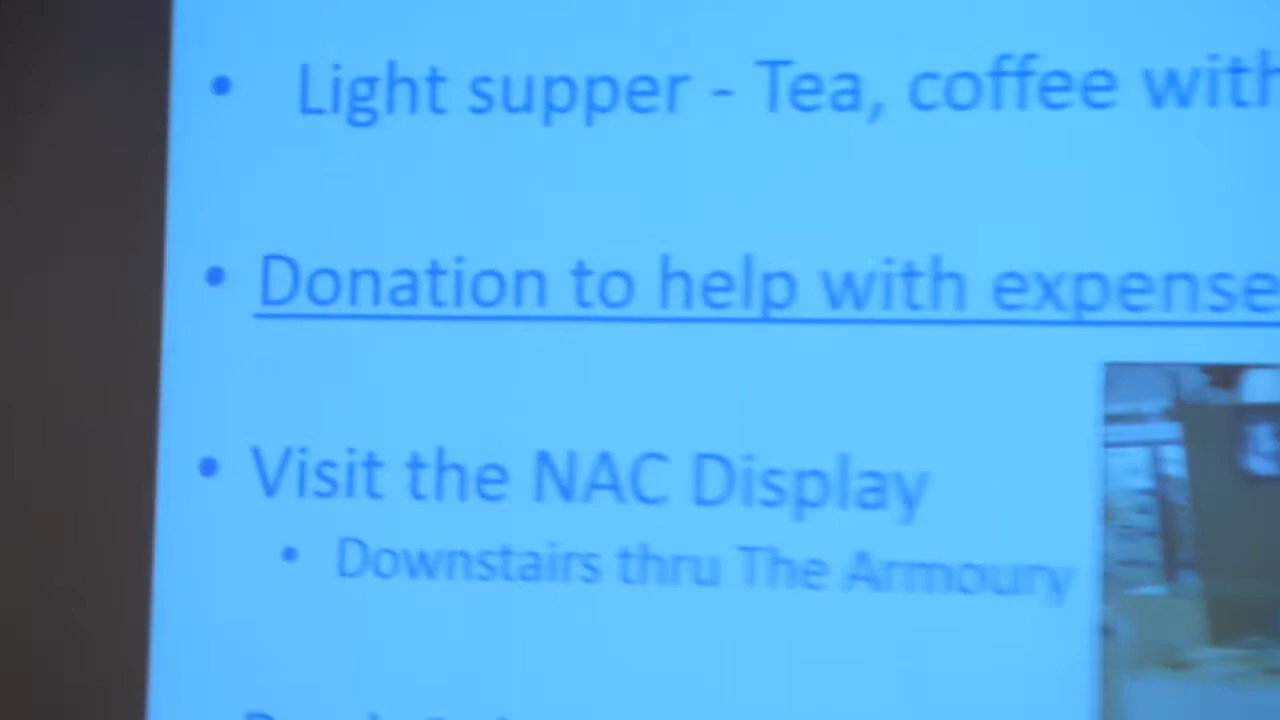 • Light supper - Tea, coffee with
• Donation to help with expense
• Visit the NAC Display
• Downstairs thru The Armoury